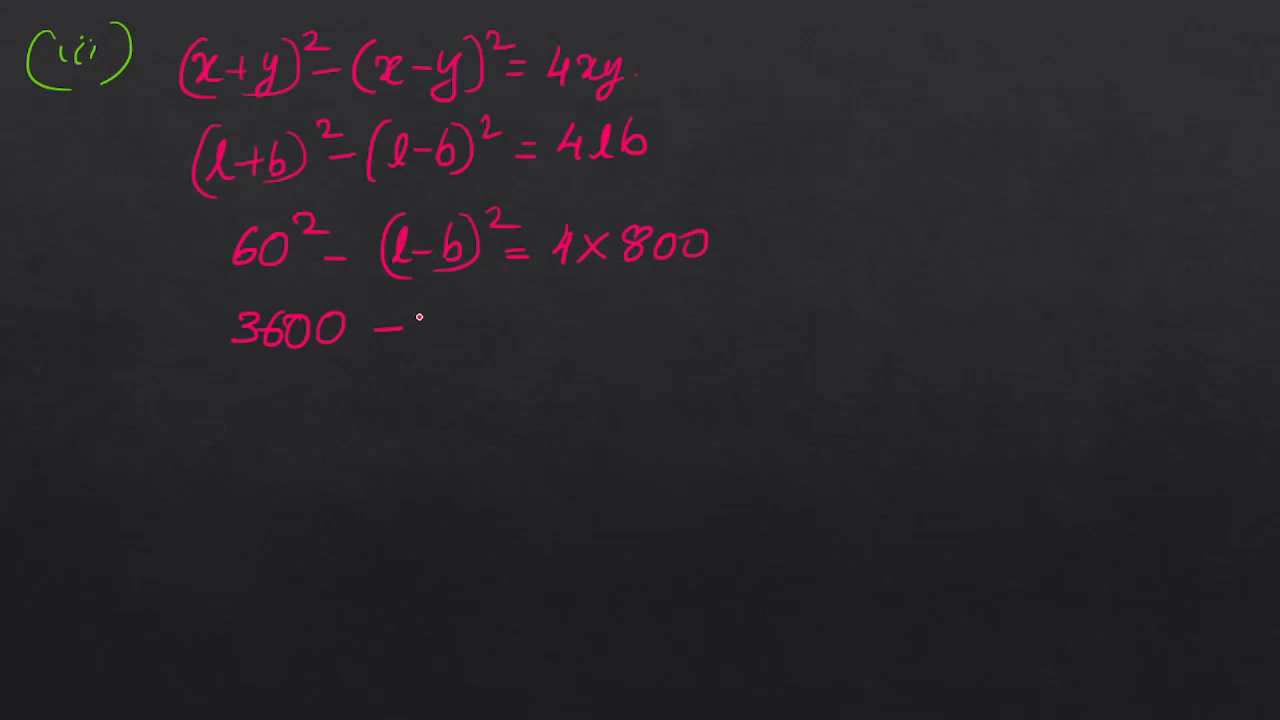 (iii) (x+y)² - (x-y)² = 4xy.
(l+b)² - (l-b)² = 4lb
60² - (l-b)² = 4×800
3600 -